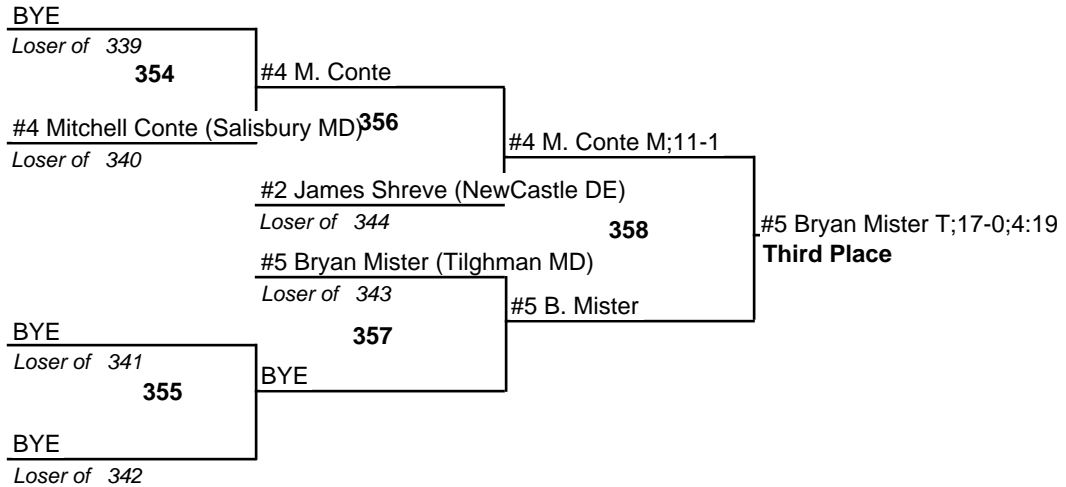 BYE
Loser of 339
354
#4 M. Conte
#4 Mitchell Conte (Salisbury MD)
356
Loser of 340
#4 M. Conte M;11-1
#2 James Shreve (NewCastle DE)
Loser of 344
358
#5 Bryan Mister T;17-0;4:19
Third Place
#5 Bryan Mister (Tilghman MD)
Loser of 343
#5 B. Mister
357
BYE
Loser of 341
355
BYE
BYE
Loser of 342